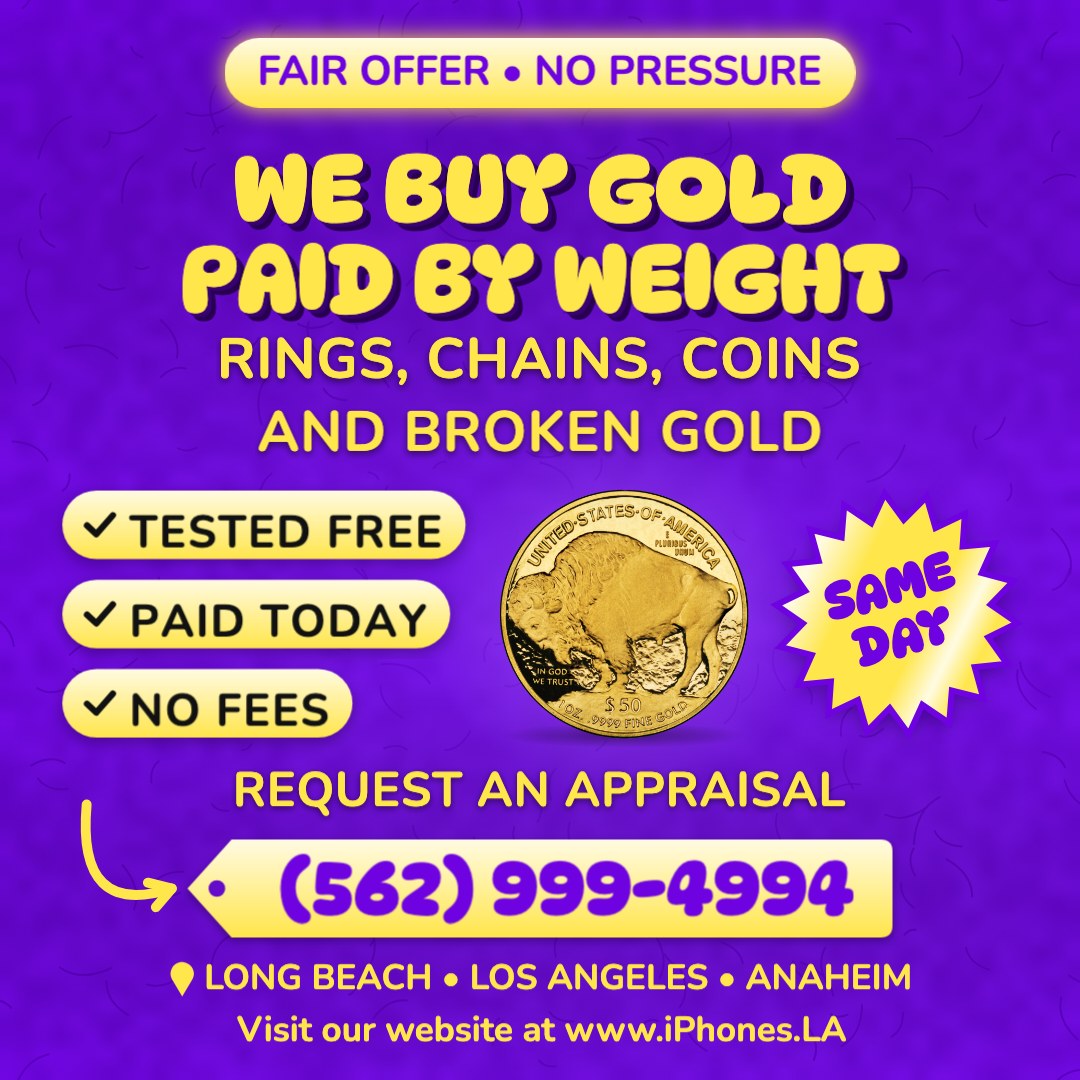 FAIR OFFER • NO PRESSURE
WE BUY GOLD
PAID BY WEIGHT
RINGS, CHAINS, COINS
AND BROKEN GOLD
✓ TESTED FREE
✓ PAID TODAY
✓ NO FEES
UNITED·STATES·OF·AMERICA
E
PLURIBUS
UNUM
IN GOD
WE TRUST
$50
1 OZ. .9999 FINE GOLD
SAME
DAY
REQUEST AN APPRAISAL
(562) 999-4994
LONG BEACH • LOS ANGELES • ANAHEIM
Visit our website at www.iPhones.LA